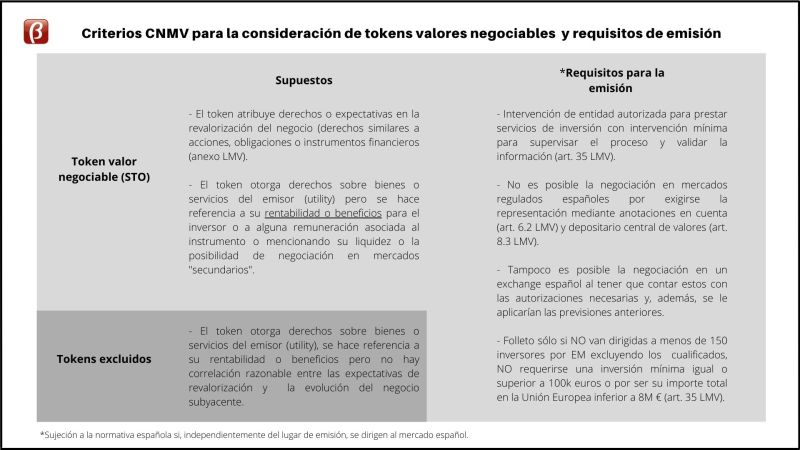 β
Criterios CNMV para la consideración de tokens valores negociables y requisitos de emisión
Supuestos
*Requisitos para la
emisión
Token valor
negociable (STO)
- El token atribuye derechos o expectativas en la
revalorización del negocio (derechos similares a
acciones, obligaciones o instrumentos financieros
(anexo LMV).
- El token otorga derechos sobre bienes o
servicios del emisor (utility) pero se hace
referencia a su rentabilidad o beneficios para el
inversor o a alguna remuneración asociada al
instrumento o mencionando su liquidez o la
posibilidad de negociación en mercados
"secundarios".
- Intervención de entidad autorizada para prestar
servicios de inversión con intervención mínima
para supervisar el proceso y validar la
información (art. 35 LMV).
- No es posible la negociación en mercados
regulados españoles por exigirse la
representación mediante anotaciones en cuenta
(art. 6.2 LMV) y depositario central de valores (art.
8.3 LMV).
- Tampoco es posible la negociación en un
exchange español al tener que contar estos con
las autorizaciones necesarias y, además, se le
aplicarían las previsiones anteriores.
- Folleto sólo si NO van dirigidas a menos de 150
inversores por EM excluyendo los cualificados,
NO requerirse una inversión mínima igual o
superior a 100k euros o por ser su importe total
en la Unión Europea inferior a 8M € (art. 35 LMV).
Tokens excluidos
- El token otorga derechos sobre bienes o
servicios del emisor (utility), se hace referencia a
su rentabilidad o beneficios pero no hay
correlación razonable entre las expectativas de
revalorización y la evolución del negocio
subyacente.
*Sujeción a la normativa española si, independientemente del lugar de emisión, se dirigen al mercado español.